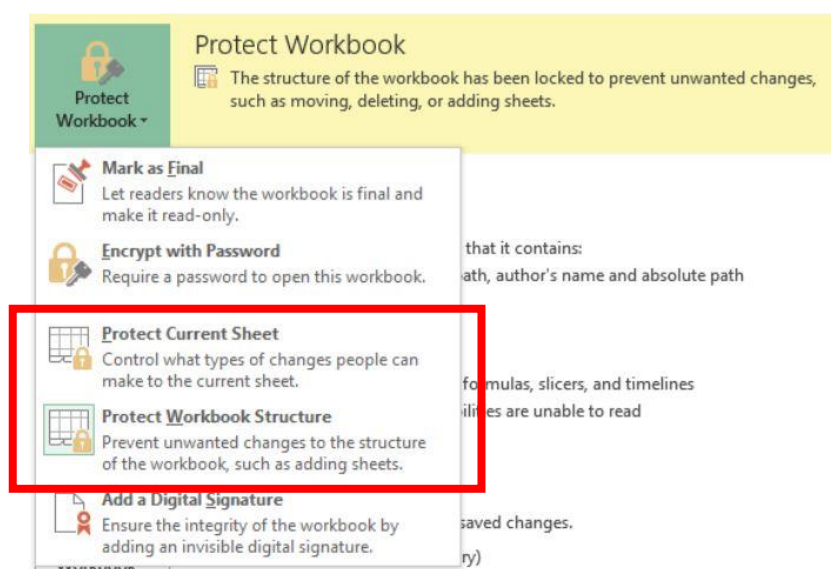 Protect Workbook
The structure of the workbook has been locked to prevent unwanted changes,
such as moving, deleting, or adding sheets.
Protect
Workbook
Mark as Final
Let readers know the workbook is final and
make it read-only.
Encrypt with Password
Require a password to open this workbook.
that it contains:
ath, author's name and absolute path
Protect Current Sheet
Control what types of changes people can
make to the current sheet.
formulas, slicers, and timelines
Protect Workbook Structure
ilities are unable to read
Prevent unwanted changes to the structure
of the workbook, such as adding sheets.
Add a Digital Signature
Ensure the integrity of the workbook by
adding an invisible digital signature.
saved changes.
ry)